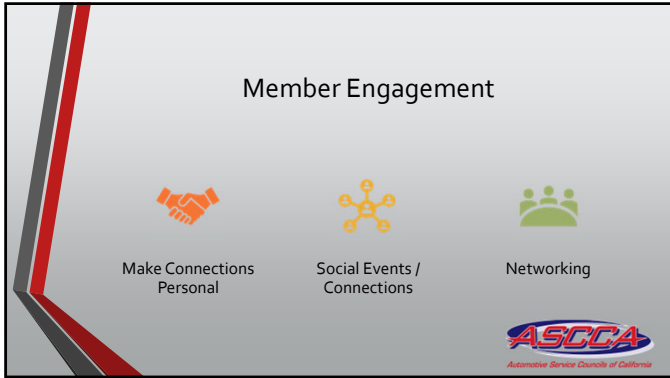 Member Engagement
Make Connections
Personal
Social Events /
Connections
Networking
ASCCA
Automotive Service Councils of California